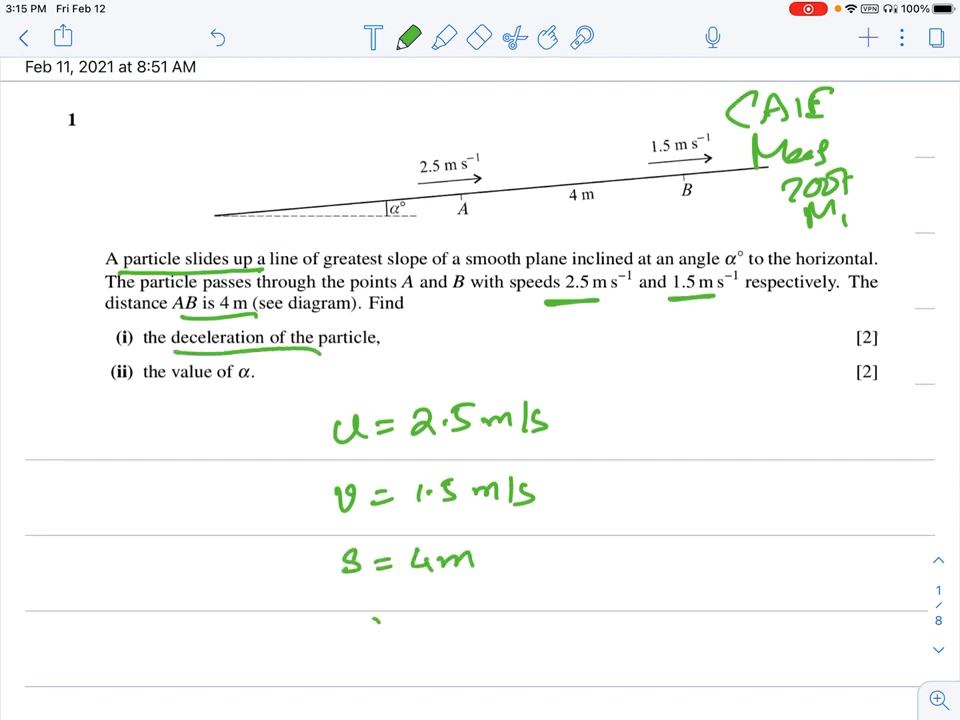 3:15 PM Fri Feb 12
VPN 100%
T
Feb 11, 2021 at 8:51 AM
1
2.5 m s⁻¹
1.5 m s⁻¹
α°
A
4 m
B
CAIE
M1
A particle slides up a line of greatest slope of a smooth plane inclined at an angle α° to the horizontal.
The particle passes through the points A and B with speeds 2.5 m s⁻¹ and 1.5 m s⁻¹ respectively. The
distance AB is 4 m (see diagram). Find
(i) the deceleration of the particle, [2]
(ii) the value of α. [2]
u = 2.5 m/s
v = 1.5 m/s
s = 4m
1
/
8